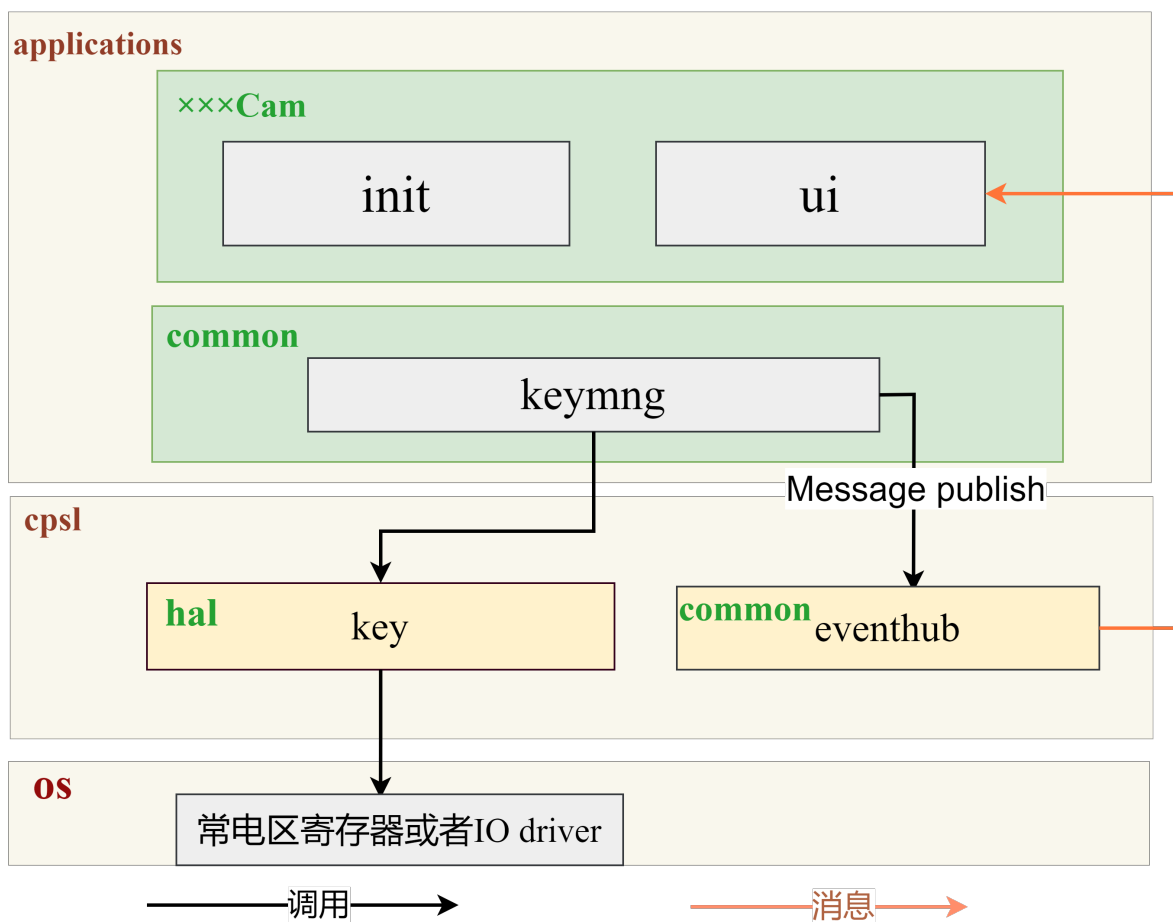 applications
×××Cam
init
ui
common
keymng
Message publish
cpsl
hal
key
common
eventhub
os
常电区寄存器或者IO driver
调用
消息